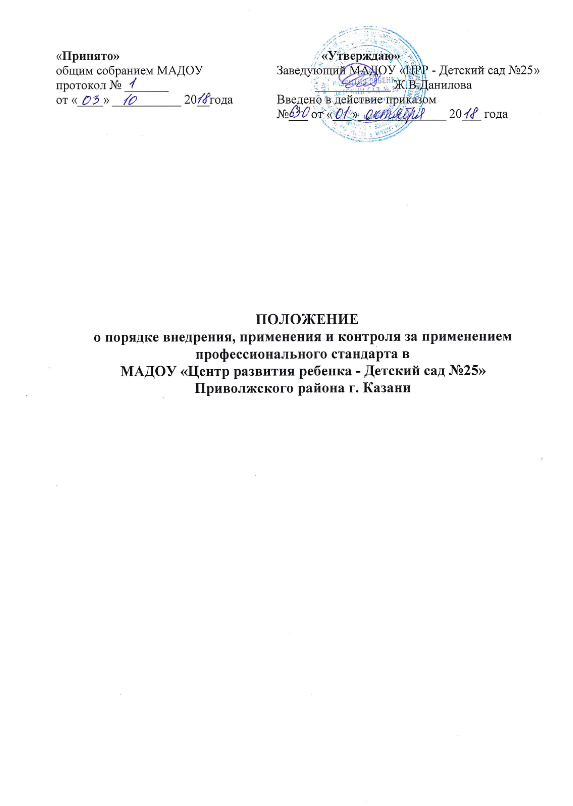 «Принято»
общим собранием МАДОУ
протокол № 1
от « 03 » 10 2018 года
«Утверждаю»
Заведующий МАДОУ «ЦРР - Детский сад №25»
Ж.В.Данилова
Введено в действие приказом
№ от « 01 » октября 2018 года
ПОЛОЖЕНИЕ
о порядке внедрения, применения и контроля за применением
профессионального стандарта в
МАДОУ «Центр развития ребенка - Детский сад №25»
Приволжского района г. Казани